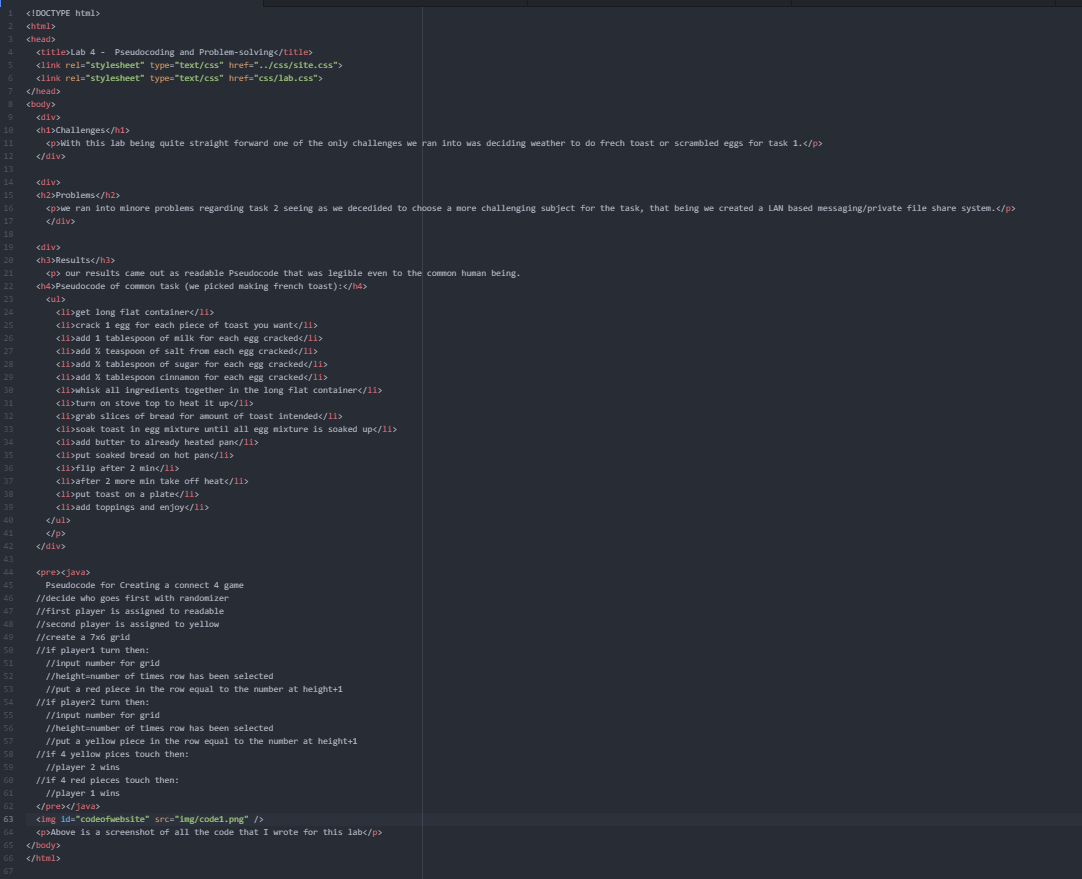 1 <!DOCTYPE html>
2 <html>
3 <head>
4 <title>Lab 4 -  Pseudocoding and Problem-solving</title>
5 <link rel="stylesheet" type="text/css" href="../css/site.css">
6 <link rel="stylesheet" type="text/css" href="css/lab.css">
7 </head>
8 <body>
9 <div>
10 <h1>Challenges</h1>
11 <p>With this lab being quite straight forward one of the only challenges we ran into was deciding weather to do frech toast or scrambled eggs for task 1.</p>
12 </div>
13
14 <div>
15 <h2>Problems</h2>
16 <p>we ran into minore problems regarding task 2 seeing as we decedided to choose a more challenging subject for the task, that being we created a LAN based messaging/private file share system.</p>
17 </div>
18
19 <div>
20 <h3>Results</h3>
21 <p> our results came out as readable Pseudocode that was legible even to the common human being.
22 <h4>Pseudocode of common task (we picked making french toast):</h4>
23 <ul>
24 <li>get long flat container</li>
25 <li>crack 1 egg for each piece of toast you want</li>
26 <li>add 1 tablespoon of milk for each egg cracked</li>
27 <li>add teaspoon of salt from each egg cracked</li>
28 <li>add tablespoon of sugar for each egg cracked</li>
29 <li>add tablespoon cinnamon for each egg cracked</li>
30 <li>whisk all ingredients together in the long flat container</li>
31 <li>turn on stove top to heat it up</li>
32 <li>grab slices of bread for amount of toast intended</li>
33 <li>soak toast in egg mixture until all egg mixture is soaked up</li>
34 <li>add butter to already heated pan</li>
35 <li>put soaked bread on hot pan</li>
36 <li>flip after 2 min</li>
37 <li>after 2 more min take off heat</li>
38 <li>put toast on a plate</li>
39 <li>add toppings and enjoy</li>
40 </ul>
41 </p>
42 </div>
43
44 <pre><java>
45 Pseudocode for Creating a connect 4 game
46 //decide who goes first with randomizer
47 //first player is assigned to readable
48 //second player is assigned to yellow
49 //create a 7x6 grid
50 //if player1 turn then:
51 //input number for grid
52 //height=number of times row has been selected
53 //put a red piece in the row equal to the number at height+1
54 //if player2 turn then:
55 //input number for grid
56 //height=number of times row has been selected
57 //put a yellow piece in the row equal to the number at height+1
58 //if 4 yellow pices touch then:
59 //player 2 wins
60 //if 4 red pieces touch then:
61 //player 1 wins
62 </pre></java>
63 <img id="codeofwebsite" src="img/code1.png" />
64 <p>Above is a screenshot of all the code that I wrote for this lab</p>
65 </body>
66 </html>
67